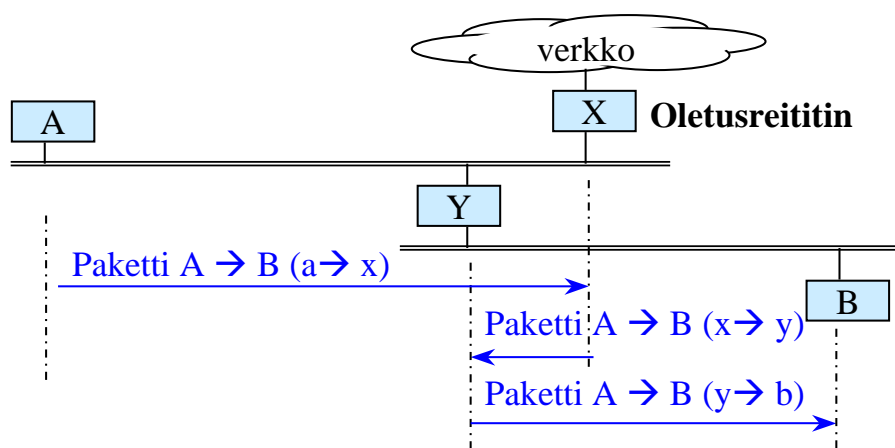 verkko
A
X Oletusreititin
Y
Paketti A → B (a→ x)
B
Paketti A → B (x→ y)
Paketti A → B (y→ b)